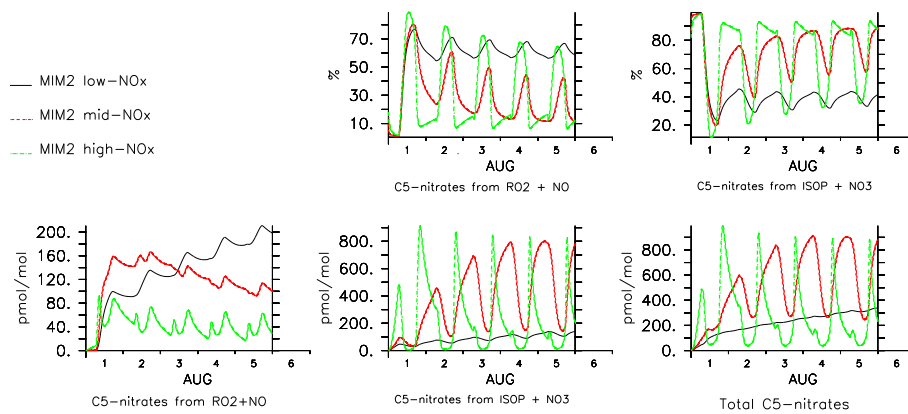 MIM2 low-NOx
MIM2 mid-NOx
MIM2 high-NOx
%
70.
50.
30.
10.
1 2 3 4 5 6
AUG
C5-nitrates from RO2 + NO
%
80.
60.
40.
20.
1 2 3 4 5 6
AUG
C5-nitrates from ISOP + NO3
pmol/mol
200.
160.
120.
80.
40.
0.
1 2 3 4 5 6
AUG
C5-nitrates from RO2+NO
pmol/mol
800.
600.
400.
200.
0.
1 2 3 4 5 6
AUG
C5-nitrates from ISOP + NO3
pmol/mol
800.
600.
400.
200.
0.
1 2 3 4 5 6
AUG
Total C5-nitrates